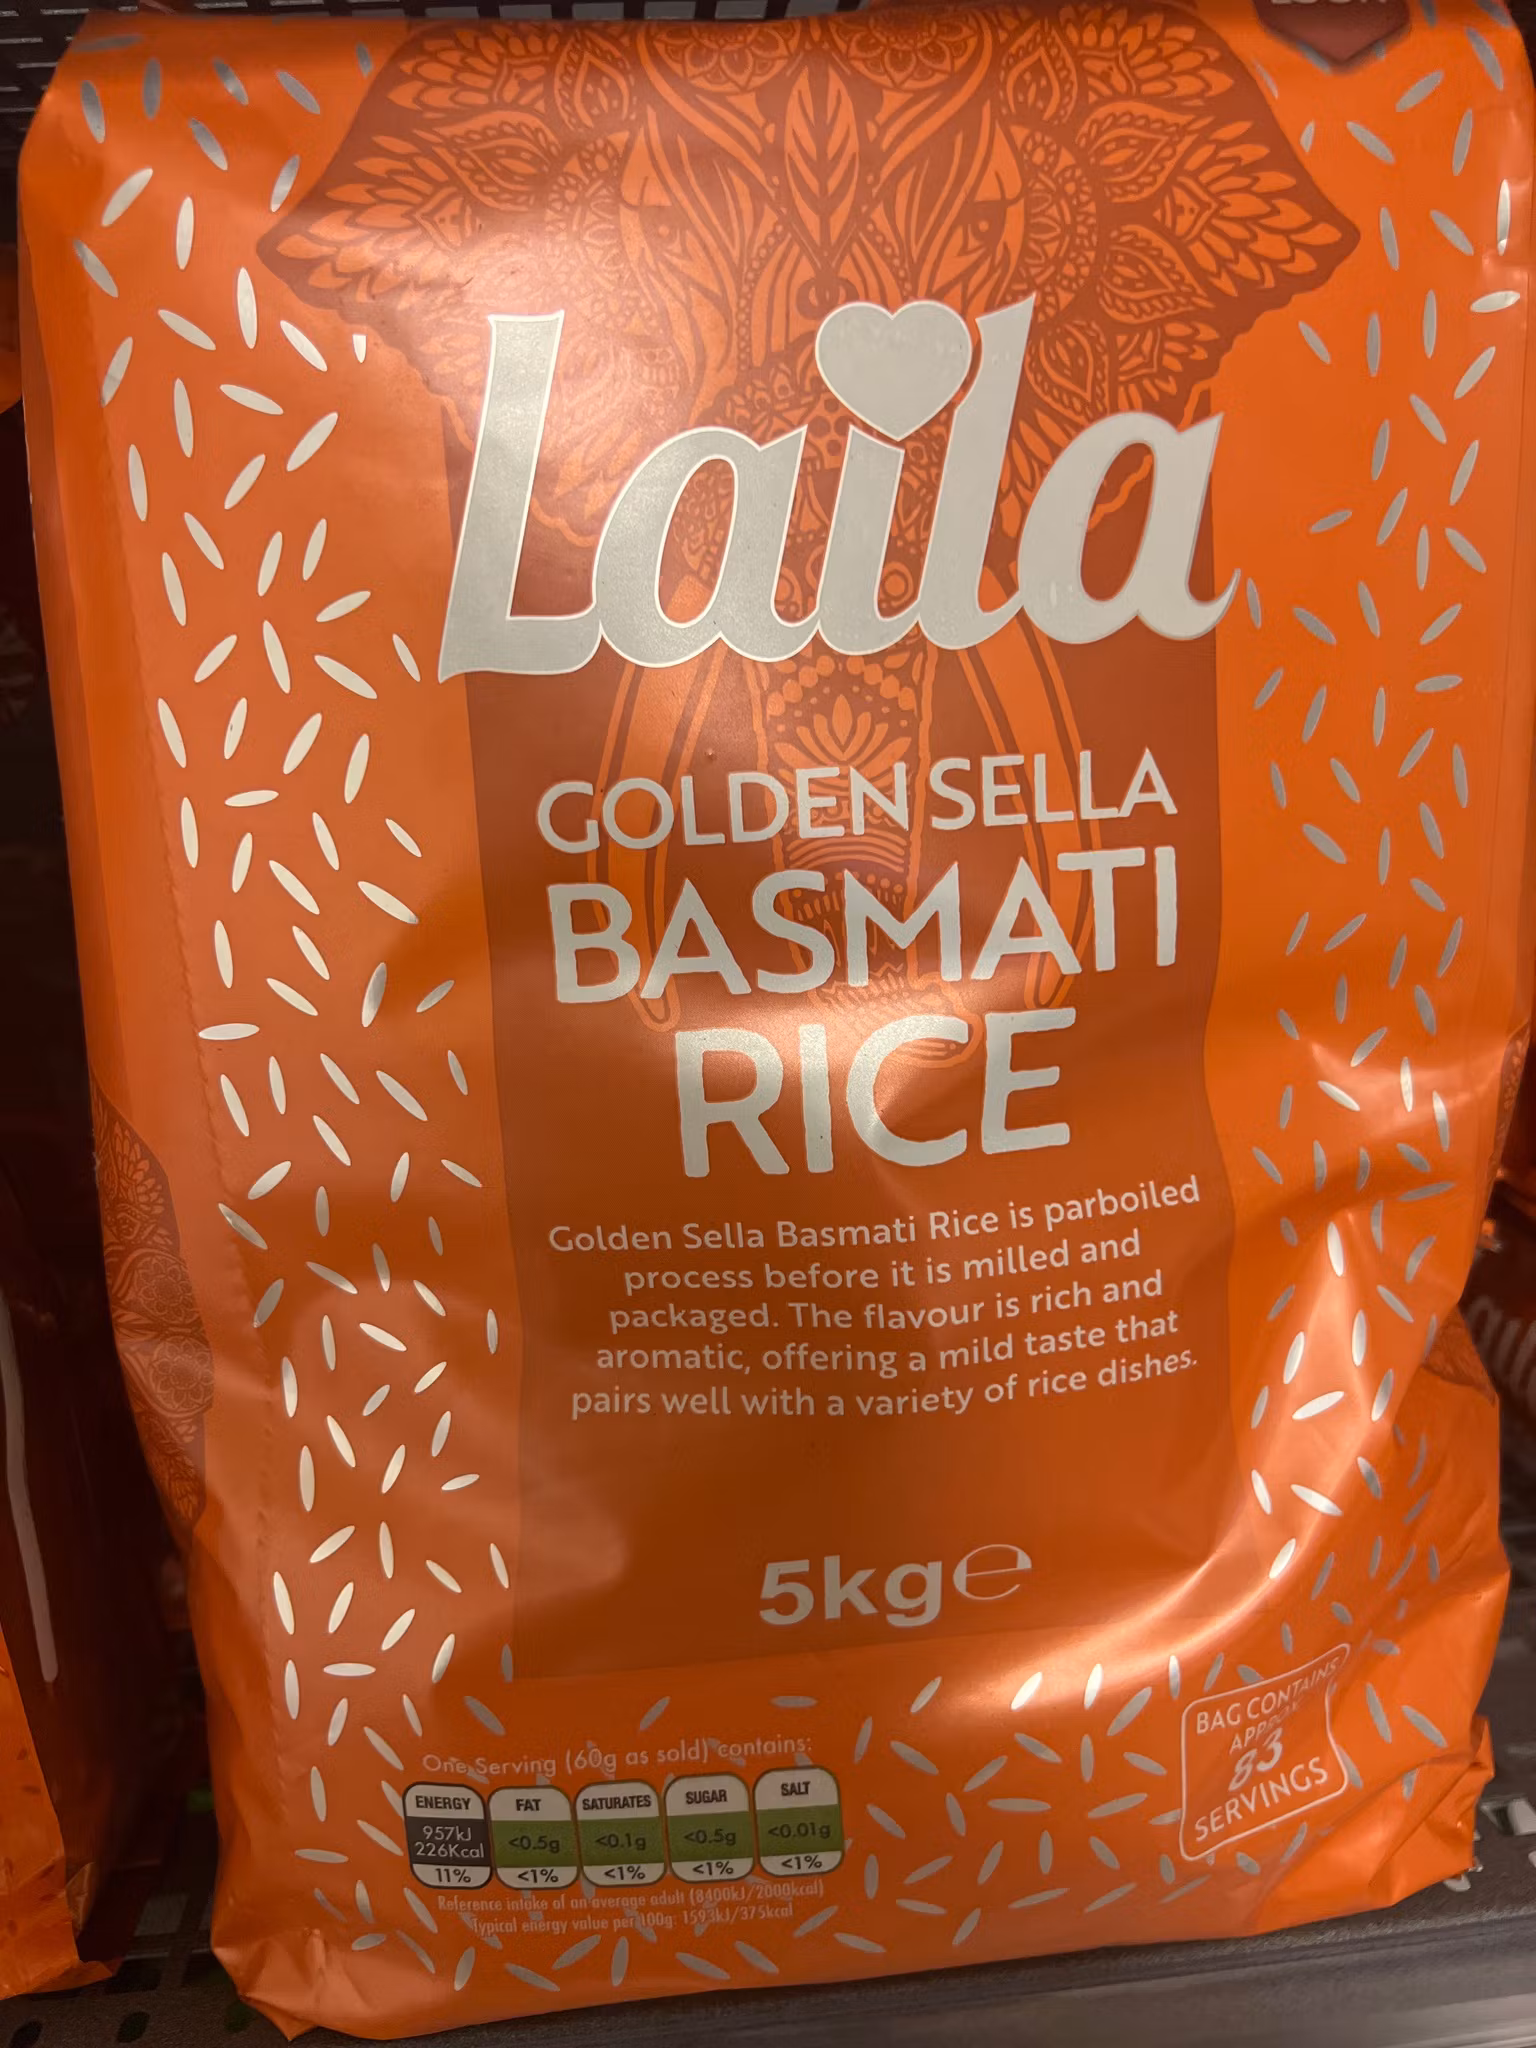 Laila
GOLDEN SELLA
BASMATI
RICE
Golden Sella Basmati Rice is parboiled
process before it is milled and
packaged. The flavour is rich and
aromatic, offering a mild taste that
pairs well with a variety of rice dishes.
5kg℮
BAG CONTAINS
APPROX
83
SERVINGS
One Serving (60g as sold) contains:
ENERGY FAT SATURATES SUGAR SALT
957kJ
226Kcal <0.5g <0.1g <0.5g <0.01g
11% <1% <1% <1% <1%
Reference intake of an average adult (8400kJ/2000kcal)
Typical energy value per 100g: 1593kJ/375kcal